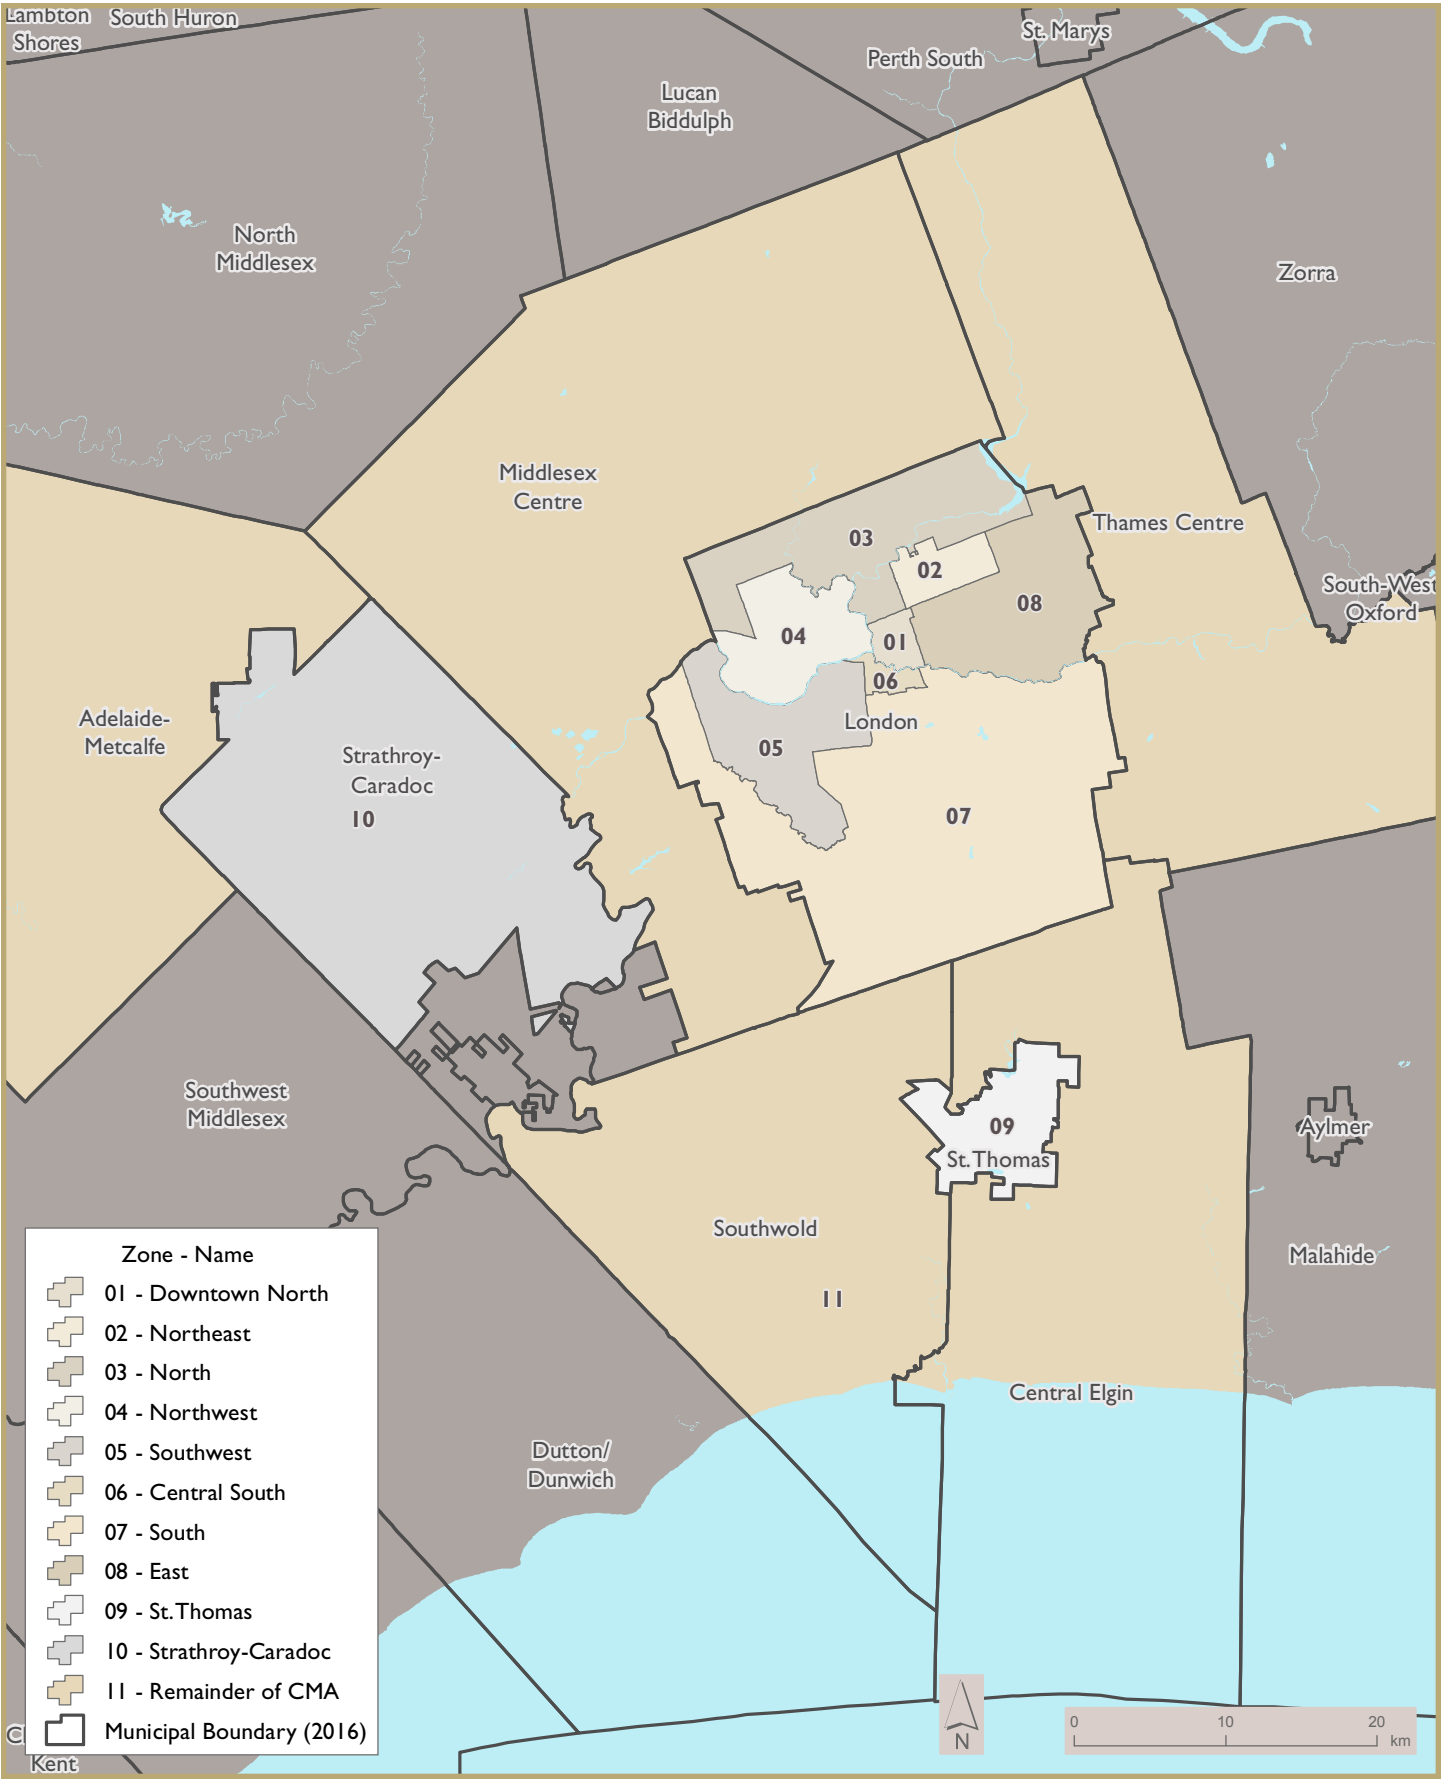 Lambton
Shores
South Huron
St. Marys
Perth South
Lucan
Biddulph
North
Middlesex
Zorra
Middlesex
Centre
Thames Centre
03
02
South-West
Oxford
08
04
01
06
London
Adelaide-
Metcalfe
05
Strathroy-
Caradoc
10
07
Southwest
Middlesex
09
St. Thomas
Aylmer
Southwold
Malahide
11
Central Elgin
Dutton/
Dunwich
Zone - Name
01 - Downtown North
02 - Northeast
03 - North
04 - Northwest
05 - Southwest
06 - Central South
07 - South
08 - East
09 - St. Thomas
10 - Strathroy-Caradoc
11 - Remainder of CMA
Municipal Boundary (2016)
Kent
N
0 10 20
km